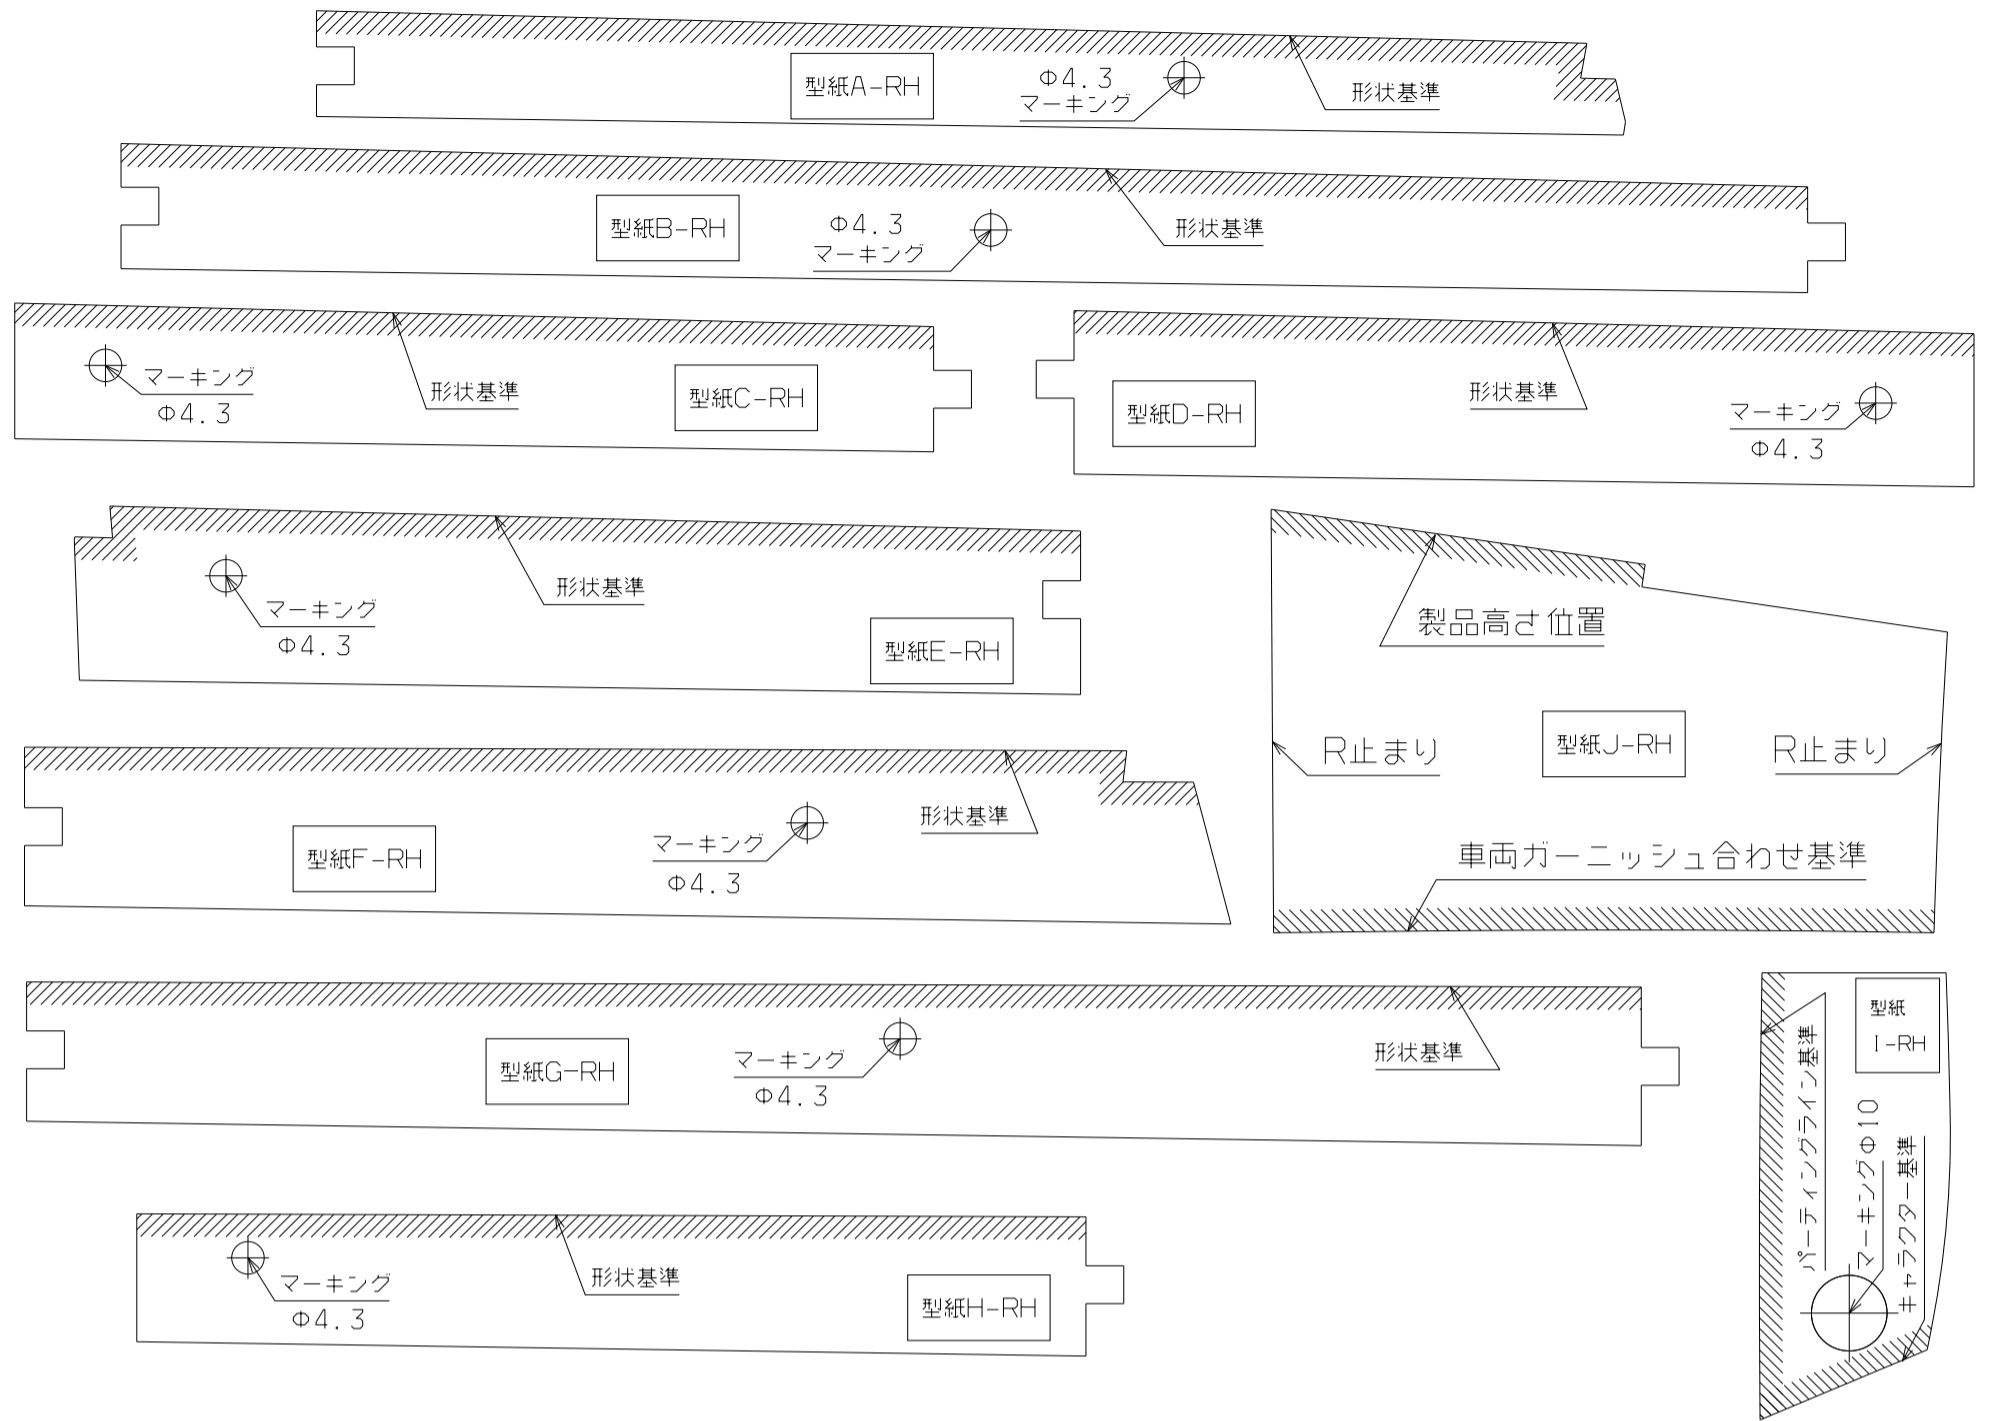 型紙A-RH
Φ4.3
マーキング
形状基準
型紙B-RH
Φ4.3
マーキング
形状基準
マーキング
Φ4.3
形状基準
型紙C-RH
型紙D-RH
形状基準
マーキング
Φ4.3
マーキング
Φ4.3
形状基準
型紙E-RH
製品高さ位置
R止まり
型紙J-RH
R止まり
車両ガーニッシュ合わせ基準
型紙F-RH
マーキング
Φ4.3
形状基準
型紙G-RH
マーキング
Φ4.3
形状基準
型紙
I-RH
パーティングライン基準
マーキングΦ10
キャラクター基準
マーキング
Φ4.3
形状基準
型紙H-RH